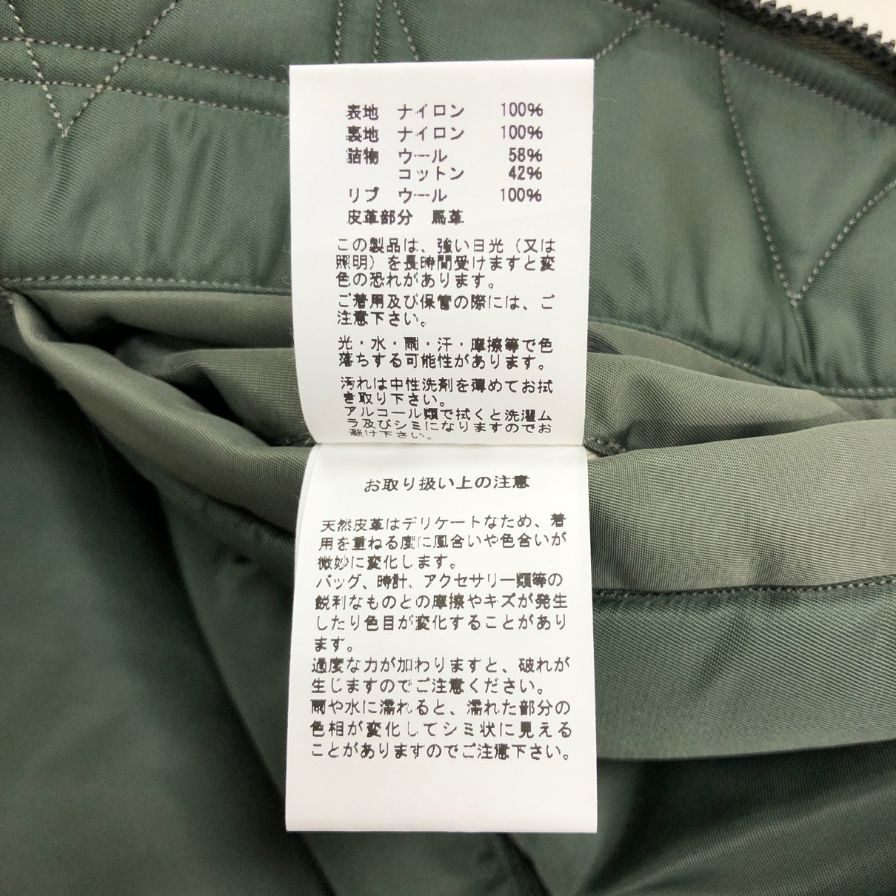 表地 ナイロン 100%
裏地 ナイロン 100%
詰物 ウール 58%
コットン 42%
リブ ウール 100%
皮革部分 馬革
この製品は、強い日光（又は
照明）を長時間受けますと変
色の恐れがあります。
ご着用及び保管の際には、ご
注意下さい。
光・水・雨・汗・摩擦等で色
落ちする可能性があります。
汚れは中性洗剤を薄めてお拭
き取り下さい。
アルコール類で拭くと洗濯ム
ラ及びシミになりますのでお
避け下さい。
お取り扱い上の注意
天然皮革はデリケートなため、着
用を重ねる度に風合いや色合いが
微妙に変化します。
バッグ、時計、アクセサリー類等の
鋭利なものとの摩擦やキズが発生
したり色目が変化することがあり
ます。
過度な力が加わりますと、破れが
生じますのでご注意ください。
雨や水に濡れると、濡れた部分の
色相が変化してシミ状に見える
ことがありますのでご注意下さい。